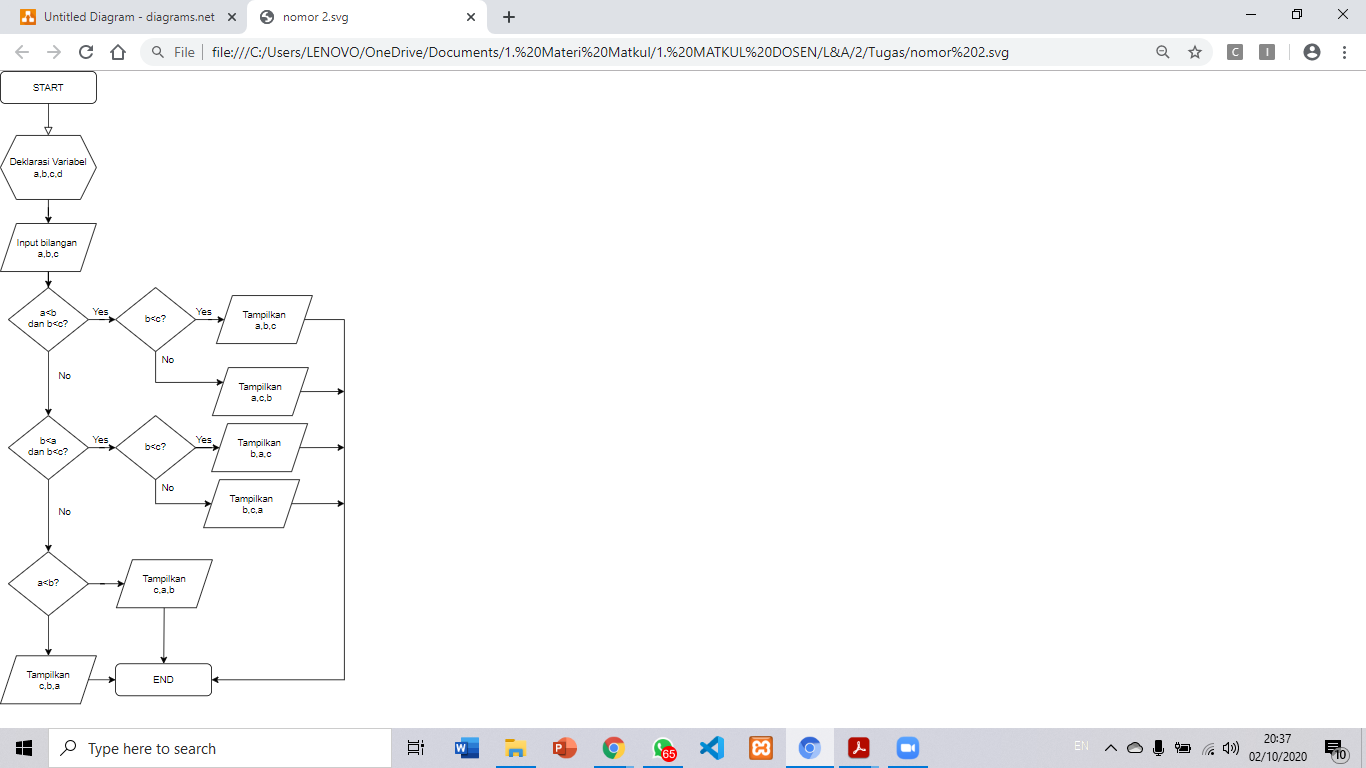 Untitled Diagram - diagrams.net
nomor 2.svg
File
file:///C:/Users/LENOVO/OneDrive/Documents/1.%20Materi%20Matkul/1.%20MATKUL%20DOSEN/L&A/2/Tugas/nomor%202.svg
C
I
START
Deklarasi Variabel
a,b,c,d
Input bilangan
a,b,c
a<b
dan b<c?
Yes
b<c?
Yes
Tampilkan
a,b,c
No
Tampilkan
a,c,b
No
b<a
dan b<c?
Yes
b<c?
Yes
Tampilkan
b,a,c
No
Tampilkan
b,c,a
No
a<b?
Tampilkan
c,a,b
Tampilkan
c,b,a
END
Type here to search
65
EN
20:37
02/10/2020
10